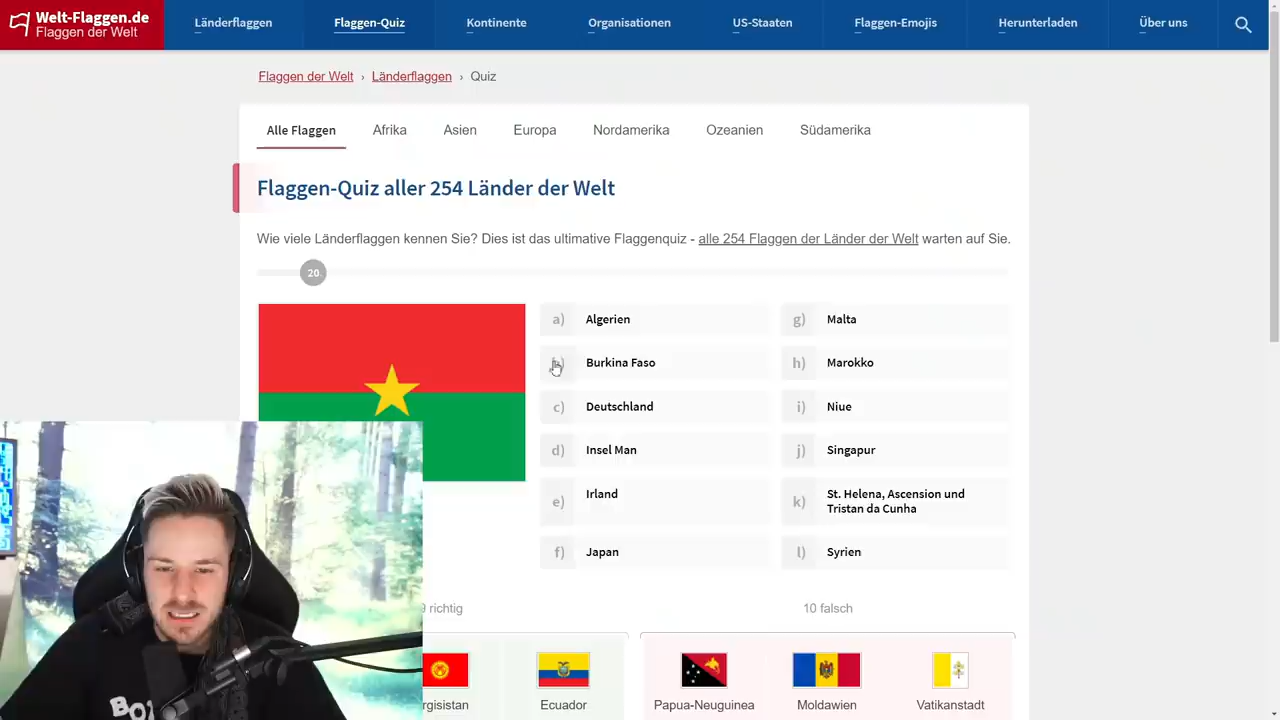 Welt-Flaggen.de
Flaggen der Welt
Länderflaggen
Flaggen-Quiz
Kontinente
Organisationen
US-Staaten
Flaggen-Emojis
Herunterladen
Über uns
Flaggen der Welt › Länderflaggen › Quiz
Alle Flaggen
Afrika
Asien
Europa
Nordamerika
Ozeanien
Südamerika
Flaggen-Quiz aller 254 Länder der Welt
Wie viele Länderflaggen kennen Sie? Dies ist das ultimative Flaggenquiz - alle 254 Flaggen der Länder der Welt warten auf Sie.
20.
a) Algerien
Burkina Faso
c) Deutschland
d) Insel Man
e) Irland
f) Japan
g) Malta
h) Marokko
i) Niue
j) Singapur
k) St. Helena, Ascension und
Tristan da Cunha
l) Syrien
9 richtig
10 falsch
Ecuador
Papua-Neuguinea
Moldawien
Vatikanstadt